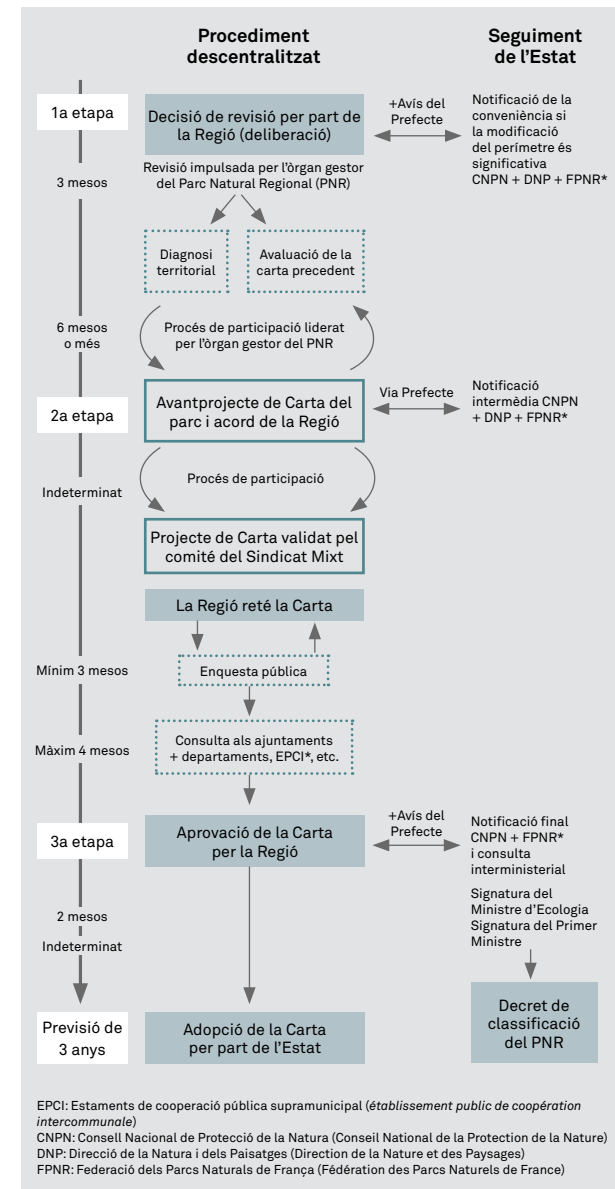 Procediment
descentralitzat
Seguiment
de l'Estat
1a etapa
Decisió de revisió per part de
la Regió (deliberació)
+Avís del
Prefecte
Notificació de la
conveniència si
la modificació
del perímetre és
significativa
CNPN + DNP + FPNR*
3 mesos
Revisió impulsada per l'òrgan gestor
del Parc Natural Regional (PNR)
Diagnosi
territorial
Avaluació de la
carta precedent
6 mesos
o més
Procés de participació liderat
per l'òrgan gestor del PNR
2a etapa
Avantprojecte de Carta del
parc i acord de la Regió
Via Prefecte
Notificació
intermèdia CNPN
+ DNP + FPNR*
Indeterminat
Procés de participació
Projecte de Carta validat pel
comité del Sindicat Mixt
La Regió reté la Carta
Mínim 3 mesos
Enquesta pública
Màxim 4 mesos
Consulta als ajuntaments
+ departaments, EPCI*, etc.
3a etapa
Aprovació de la Carta
per la Regió
+Avís del
Prefecte
Notificació final
CNPN + FPNR*
i consulta
interministerial
2 mesos
Indeterminat
Signatura del
Ministre d'Ecologia
Signatura del Primer
Ministre
Previsió de
3 anys
Adopció de la Carta
per part de l'Estat
Decret de
classificació
del PNR
EPCI: Estaments de cooperació pública supramunicipal (établissement public de coopération
intercommunale)
CNPN: Consell Nacional de Protecció de la Natura (Conseil National de la Protection de la Nature)
DNP: Direcció de la Natura i dels Paisatges (Direction de la Nature et des Paysages)
FPNR: Federació dels Parcs Naturals de França (Fédération des Parcs Naturels de France)